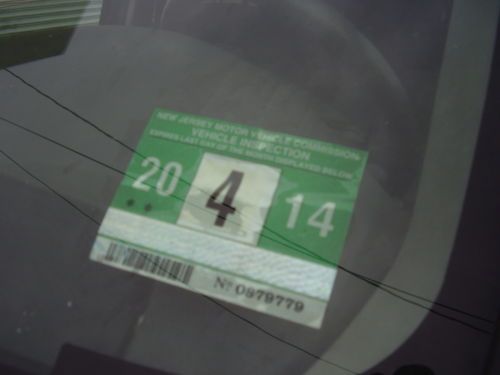 NEW JERSEY MOTOR VEHICLE COMMISSION
VEHICLE INSPECTION
EXPIRES LAST DAY OF THE MONTH DISPLAYED BELOW
20 4 14
No 0879779